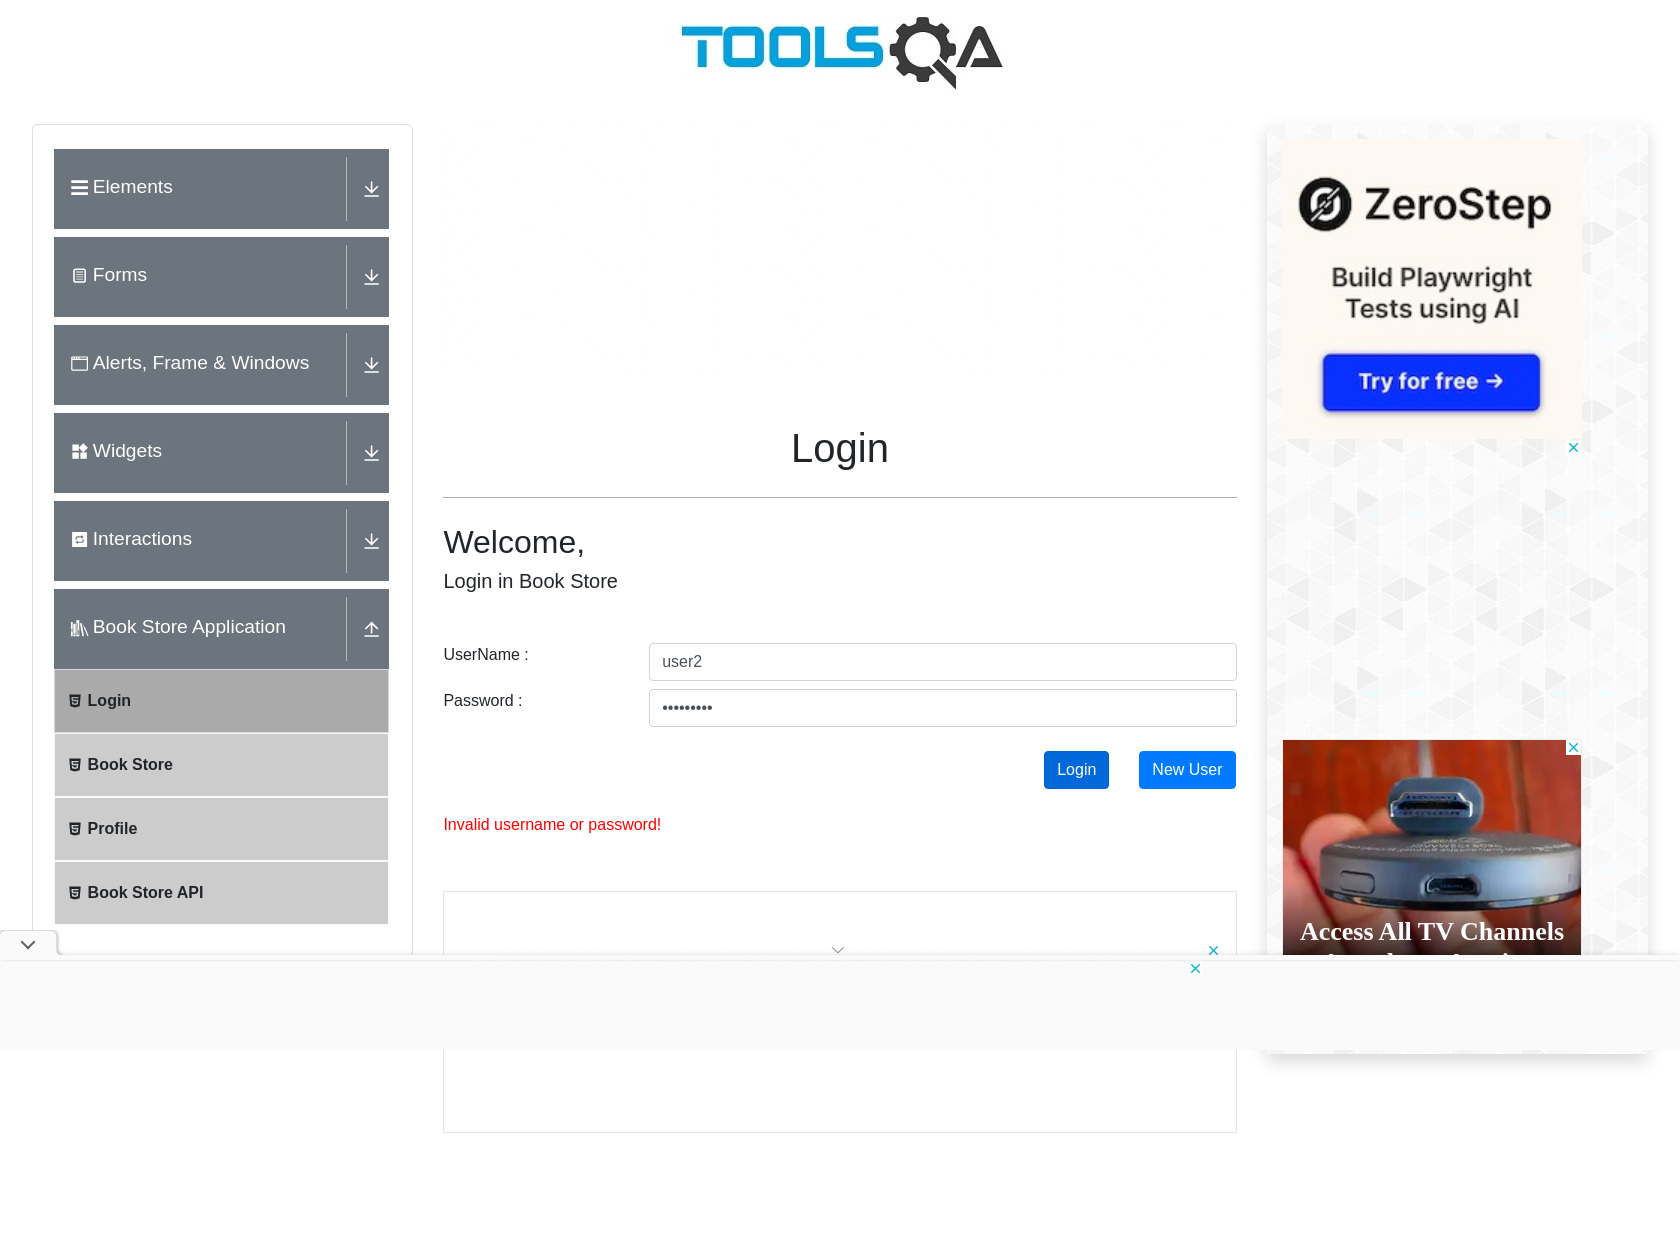 TOOLSQA
Elements
Forms
Alerts, Frame & Windows
Widgets
Interactions
Book Store Application
Login
Book Store
Profile
Book Store API
Login
Welcome,
Login in Book Store
UserName :
user2
Password :
•••••••••
Login
New User
Invalid username or password!
ZeroStep
Build Playwright
Tests using AI
Try for free →
Access All TV Channels